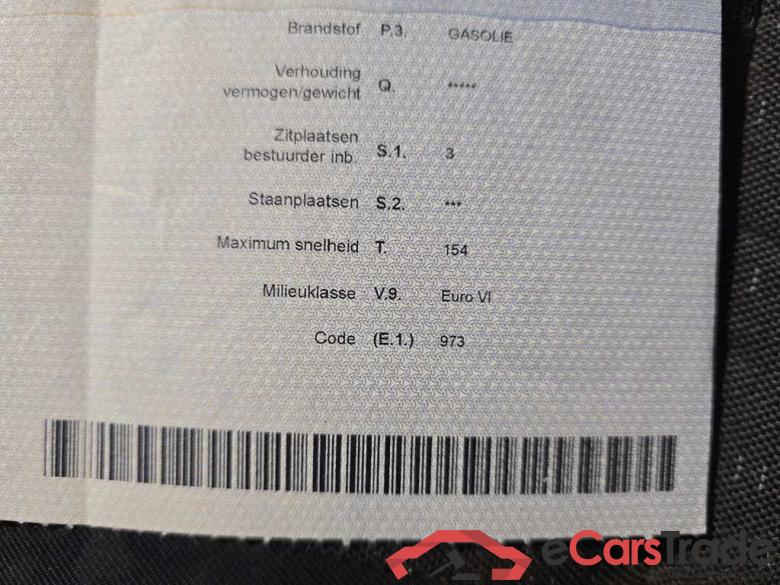 Brandstof P.3. GASOLIE
Verhouding
vermogen/gewicht Q. *****
Zitplaatsen
bestuurder inb. S.1. 3
Staanplaatsen S.2. ***
Maximum snelheid T. 154
Milieuklasse V.9. Euro VI
Code (E.1.) 973
eCarsTrade